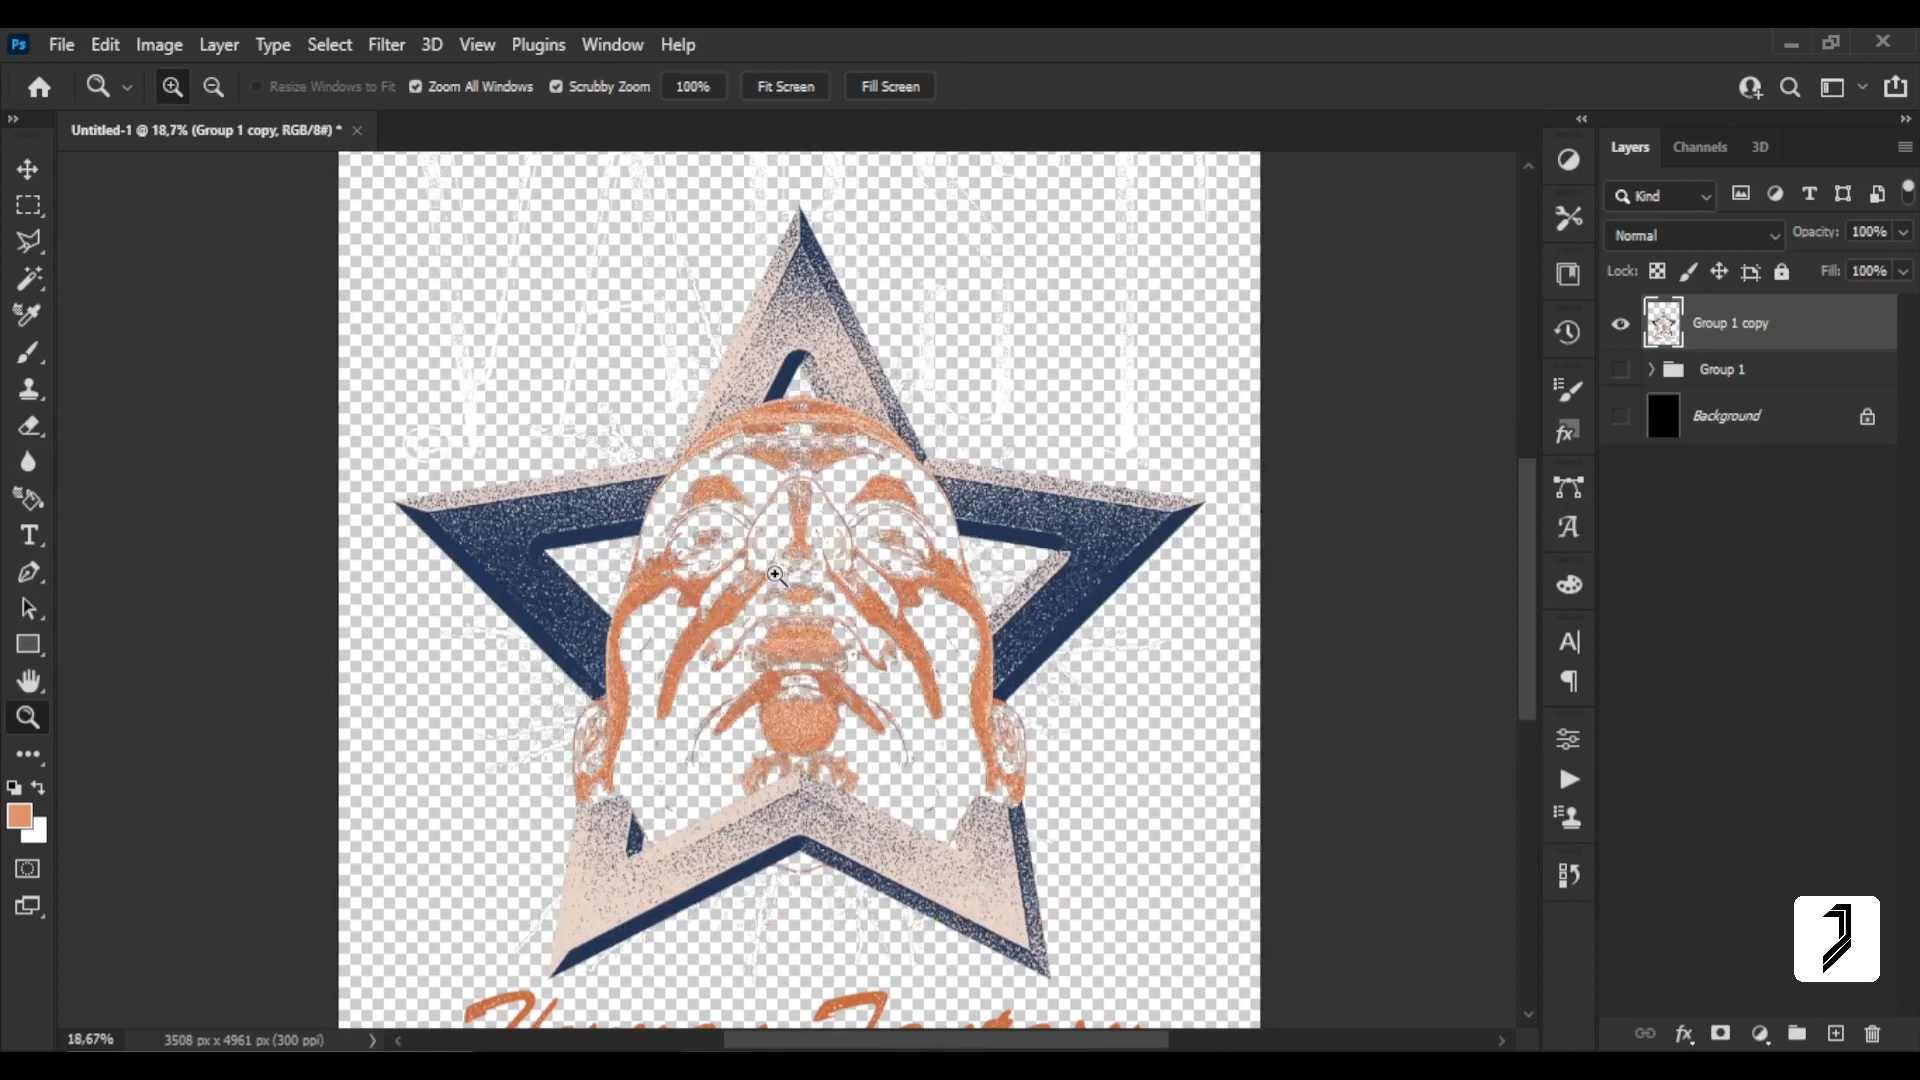 Ps File Edit Image Layer Type Select Filter 3D View Plugins Window Help
Resize Windows to Fit Zoom All Windows Scrubby Zoom 100% Fit Screen Fill Screen
Untitled-1 @ 18,7% (Group 1 copy, RGB/8#) *
Layers Channels 3D
Kind
Normal Opacity: 100%
Lock: Fill: 100%
Group 1 copy
Group 1
Background
18,67% 3508 px x 4961 px (300 ppi)